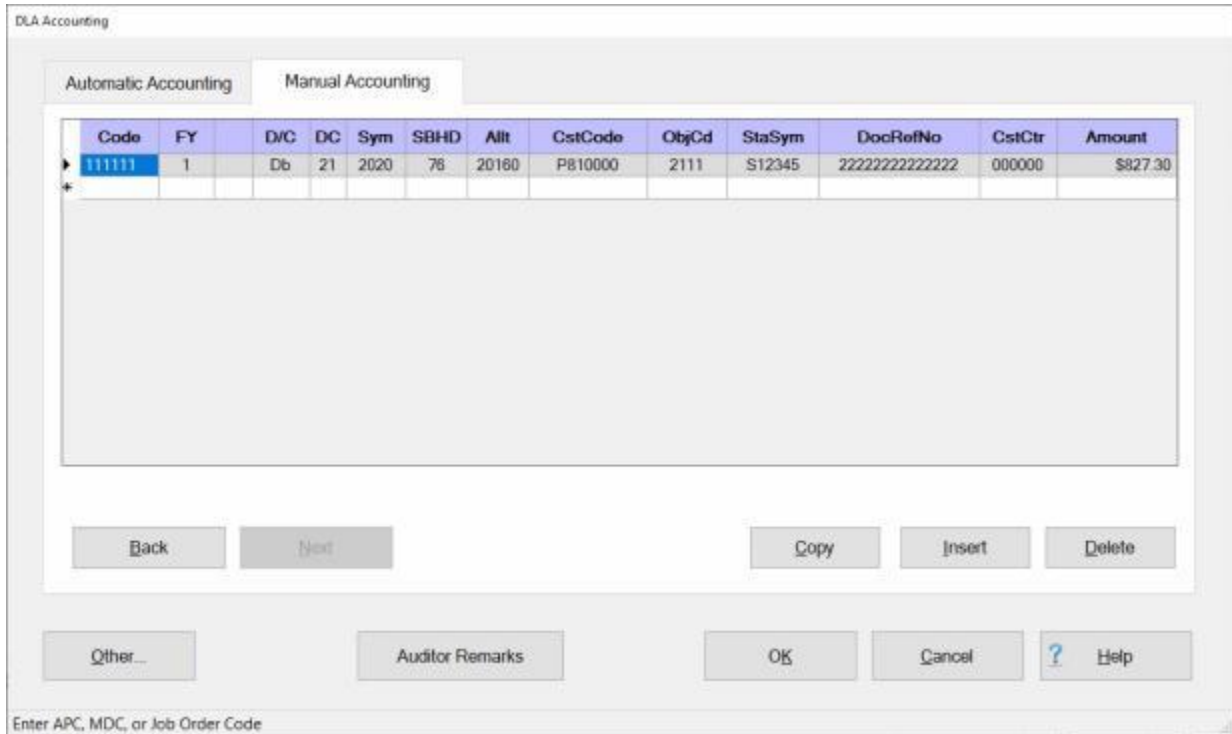 DLA Accounting
Automatic Accounting Manual Accounting
Code FY D/C DC Sym SBHD Allt CstCode ObjCd StaSym DocRefNo CstCtr Amount
111111 1 Db 21 2020 76 20160 P810000 2111 S12345 22222222222222 000000 $827.30
Back Next Copy Insert Delete
Other... Auditor Remarks OK Cancel ? Help
Enter APC, MDC, or Job Order Code